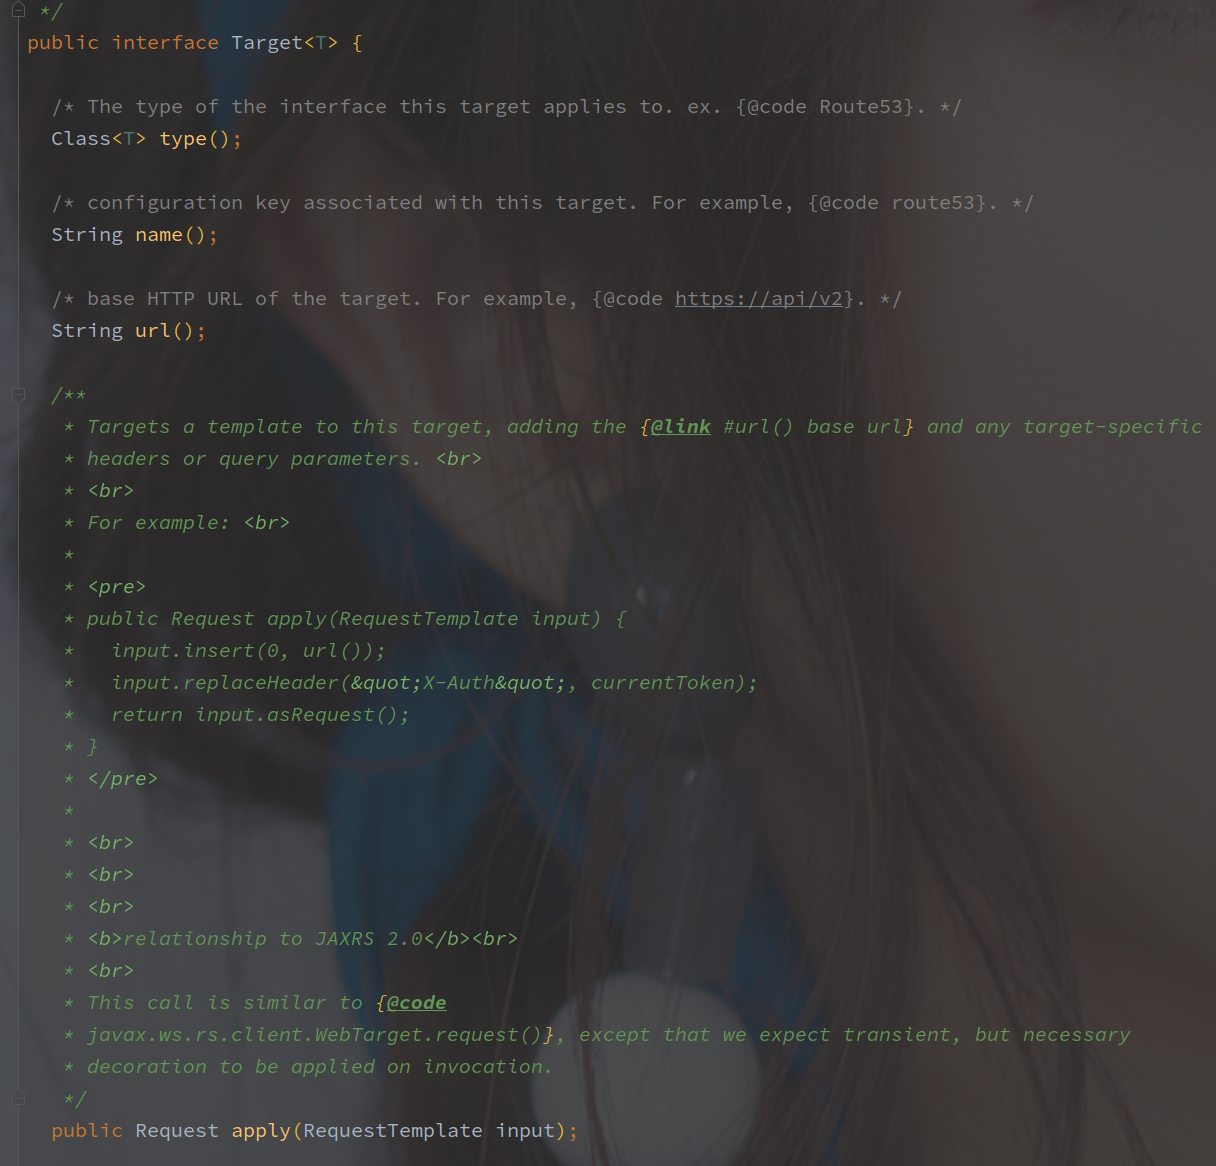 */
public interface Target<T> {
/* The type of the interface this target applies to. ex. {@code Route53}. */
Class<T> type();
/* configuration key associated with this target. For example, {@code route53}. */
String name();
/* base HTTP URL of the target. For example, {@code https://api/v2}. */
String url();
/**
* Targets a template to this target, adding the {@link #url() base url} and any target-specific
* headers or query parameters. <br>
* <br>
* For example: <br>
*
* <pre>
* public Request apply(RequestTemplate input) {
*   input.insert(0, url());
*   input.replaceHeader(&quot;X-Auth&quot;, currentToken);
*   return input.asRequest();
* }
* </pre>
*
* <br>
* <br>
* <br>
* <b>relationship to JAXRS 2.0</b><br>
* <br>
* This call is similar to {@code
* javax.ws.rs.client.WebTarget.request()}, except that we expect transient, but necessary
* decoration to be applied on invocation.
*/
public Request apply(RequestTemplate input);